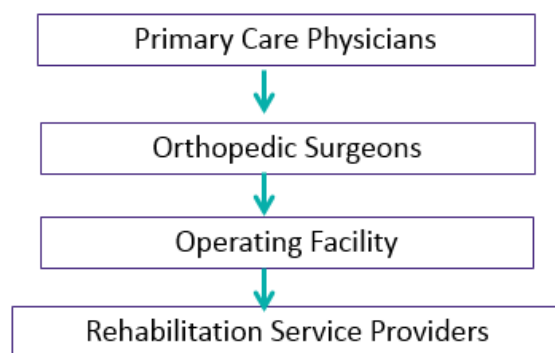 Primary Care Physicians
Orthopedic Surgeons
Operating Facility
Rehabilitation Service Providers